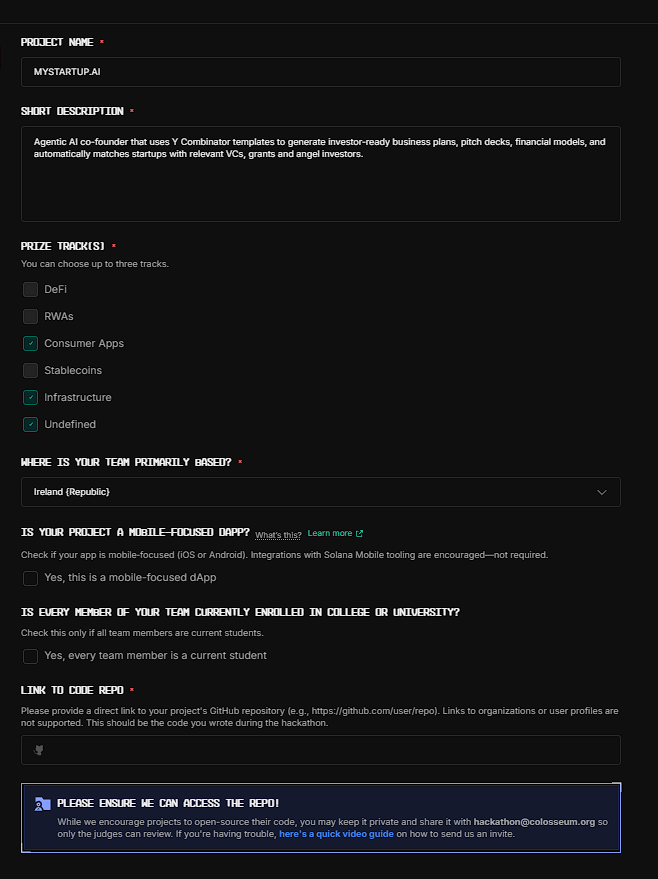 PROJECT NAME *
MYSTARTUP.AI
SHORT DESCRIPTION *
Agentic AI co-founder that uses Y Combinator templates to generate investor-ready business plans, pitch decks, financial models, and
automatically matches startups with relevant VCs, grants and angel investors.
PRIZE TRACK(S) *
You can choose up to three tracks.
DeFi
RWAs
Consumer Apps
Stablecoins
Infrastructure
Undefined
WHERE IS YOUR TEAM PRIMARILY BASED? *
Ireland {Republic}
IS YOUR PROJECT A MOBILE-FOCUSED DAPP? What's this? Learn more
Check if your app is mobile-focused (iOS or Android). Integrations with Solana Mobile tooling are encouraged—not required.
Yes, this is a mobile-focused dApp
IS EVERY MEMBER OF YOUR TEAM CURRENTLY ENROLLED IN COLLEGE OR UNIVERSITY?
Check this only if all team members are current students.
Yes, every team member is a current student
LINK TO CODE REPO *
Please provide a direct link to your project's GitHub repository (e.g., https://github.com/user/repo). Links to organizations or user profiles are
not supported. This should be the code you wrote during the hackathon.
PLEASE ENSURE WE CAN ACCESS THE REPO!
While we encourage projects to open-source their code, you may keep it private and share it with hackathon@colosseum.org so
only the judges can review. If you're having trouble, here's a quick video guide on how to send us an invite.